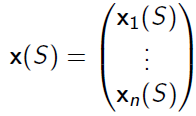 x(S) = (x₁(S)
⋮
xₙ(S))